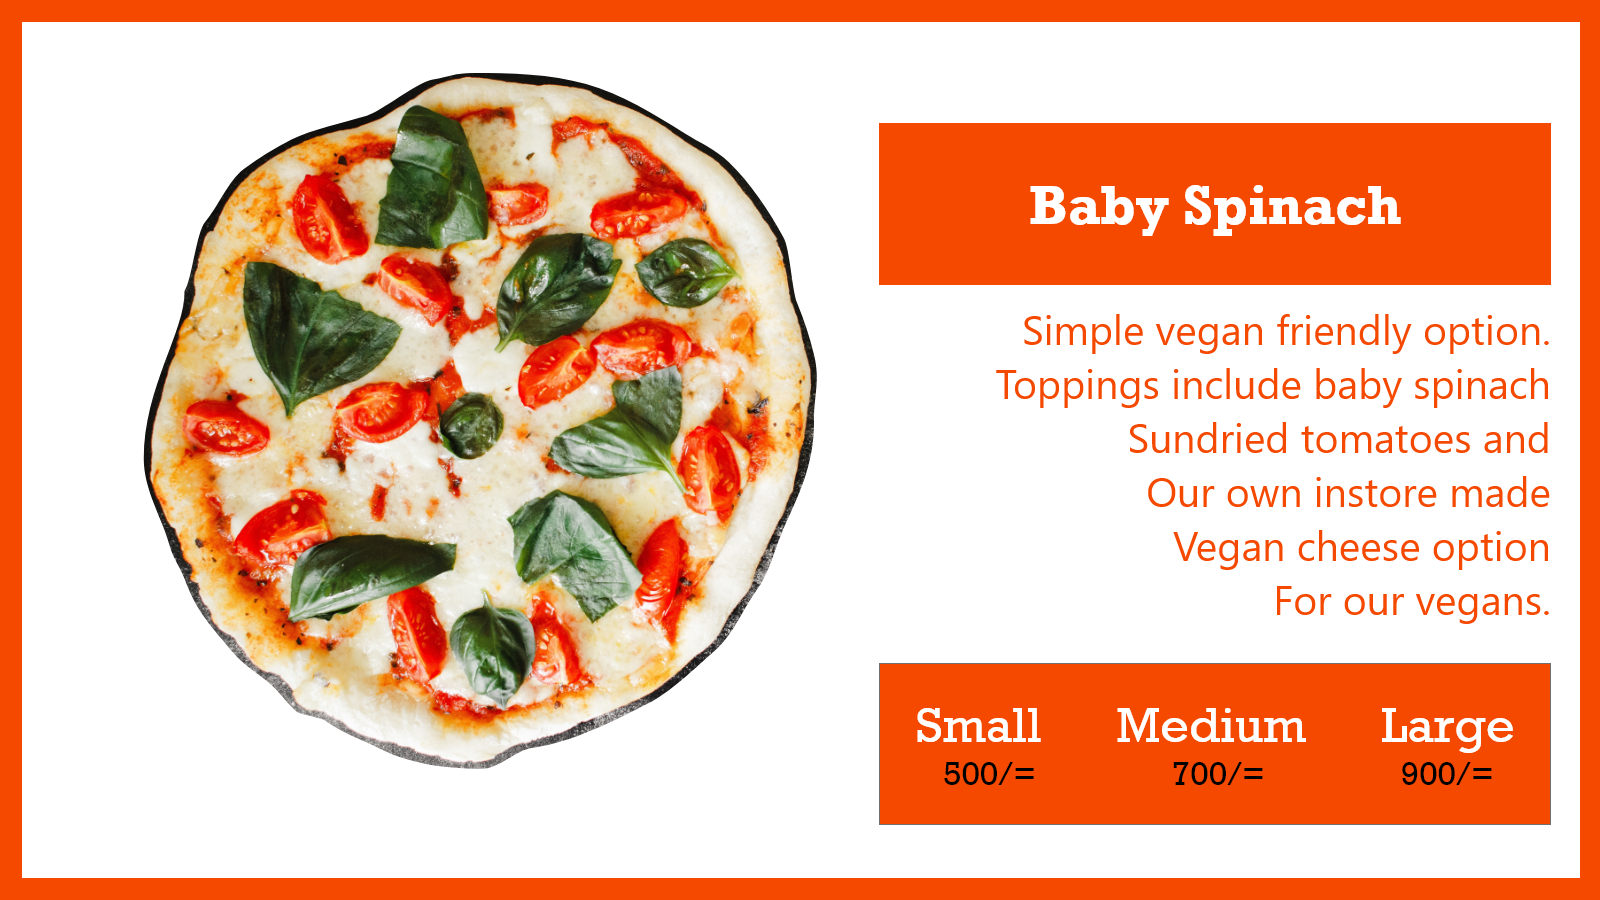 Baby Spinach
Simple vegan friendly option.
Toppings include baby spinach
Sundried tomatoes and
Our own instore made
Vegan cheese option
For our vegans.
Small Medium Large
500/= 700/= 900/=